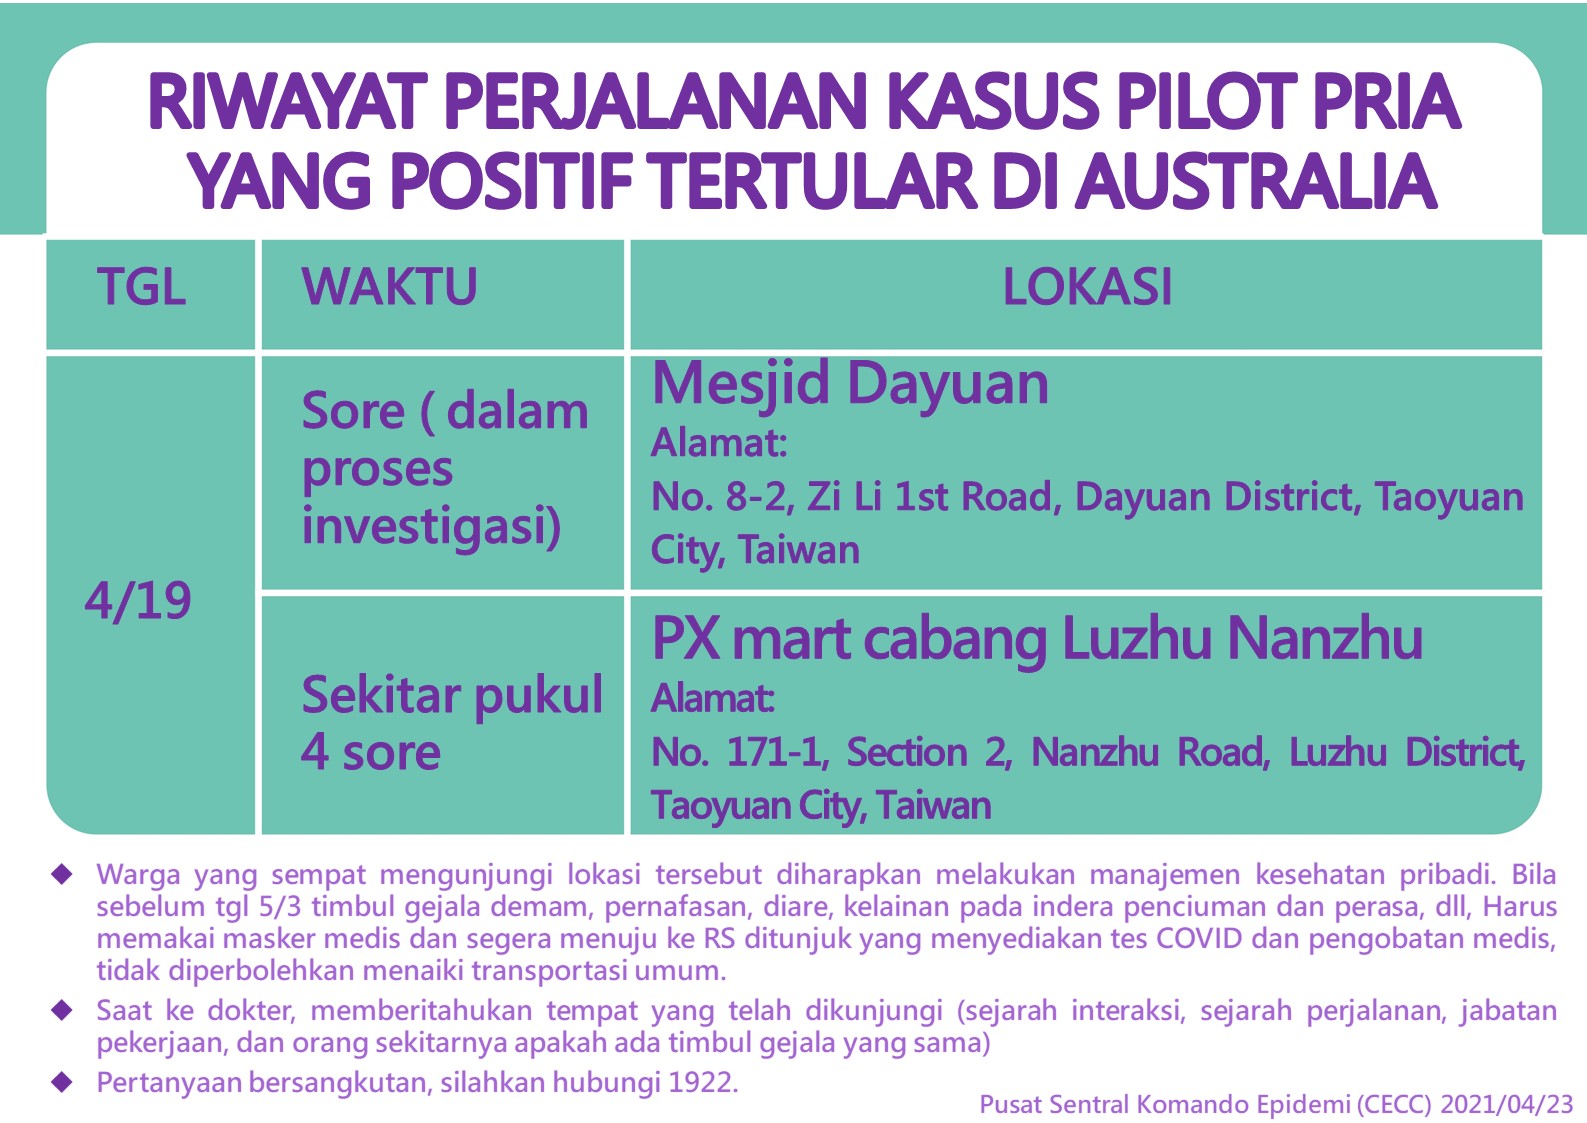 RIWAYAT PERJALANAN KASUS PILOT PRIA
YANG POSITIF TERTULAR DI AUSTRALIA
TGL
WAKTU
LOKASI
4/19
Sore ( dalam
proses
investigasi)
Mesjid Dayuan
Alamat:
No. 8-2, Zi Li 1st Road, Dayuan District, Taoyuan
City, Taiwan
Sekitar pukul
4 sore
PX mart cabang Luzhu Nanzhu
Alamat:
No. 171-1, Section 2, Nanzhu Road, Luzhu District,
Taoyuan City, Taiwan
◆ Warga yang sempat mengunjungi lokasi tersebut diharapkan melakukan manajemen kesehatan pribadi. Bila
sebelum tgl 5/3 timbul gejala demam, pernafasan, diare, kelainan pada indera penciuman dan perasa, dll, Harus
memakai masker medis dan segera menuju ke RS ditunjuk yang menyediakan tes COVID dan pengobatan medis,
tidak diperbolehkan menaiki transportasi umum.
◆ Saat ke dokter, memberitahukan tempat yang telah dikunjungi (sejarah interaksi, sejarah perjalanan, jabatan
pekerjaan, dan orang sekitarnya apakah ada timbul gejala yang sama)
◆ Pertanyaan bersangkutan, silahkan hubungi 1922.
Pusat Sentral Komando Epidemi (CECC) 2021/04/23